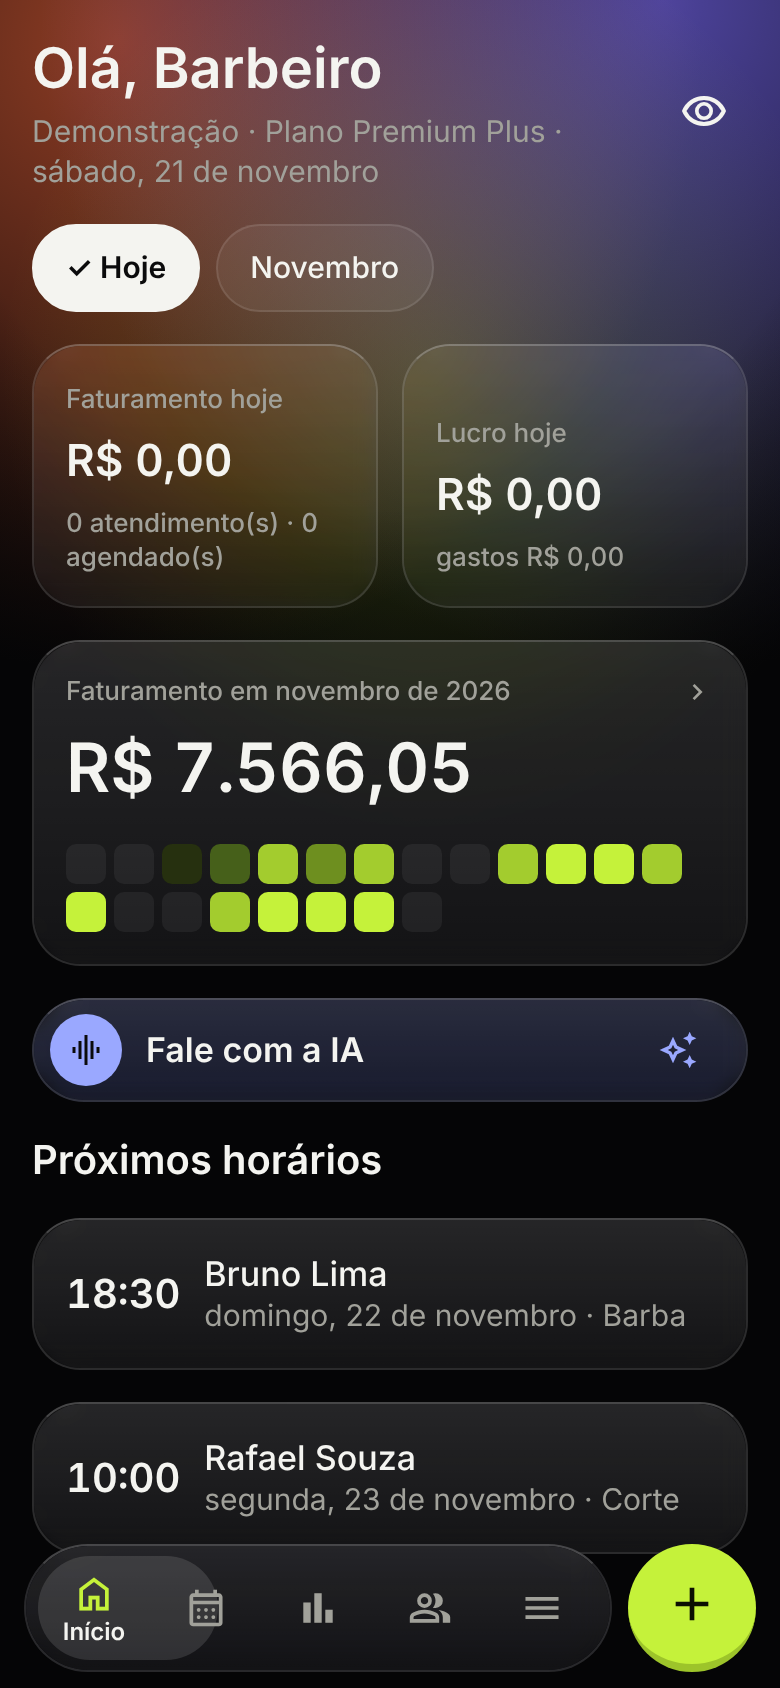 Olá, Barbeiro
Demonstração · Plano Premium Plus ·
sábado, 21 de novembro
Hoje
Novembro
Faturamento hoje
R$ 0,00
0 atendimento(s) · 0
agendado(s)
Lucro hoje
R$ 0,00
gastos R$ 0,00
Faturamento em novembro de 2026
R$ 7.566,05
Fale com a IA
Próximos horários
18:30
Bruno Lima
domingo, 22 de novembro · Barba
10:00
Rafael Souza
segunda, 23 de novembro · Corte
Início